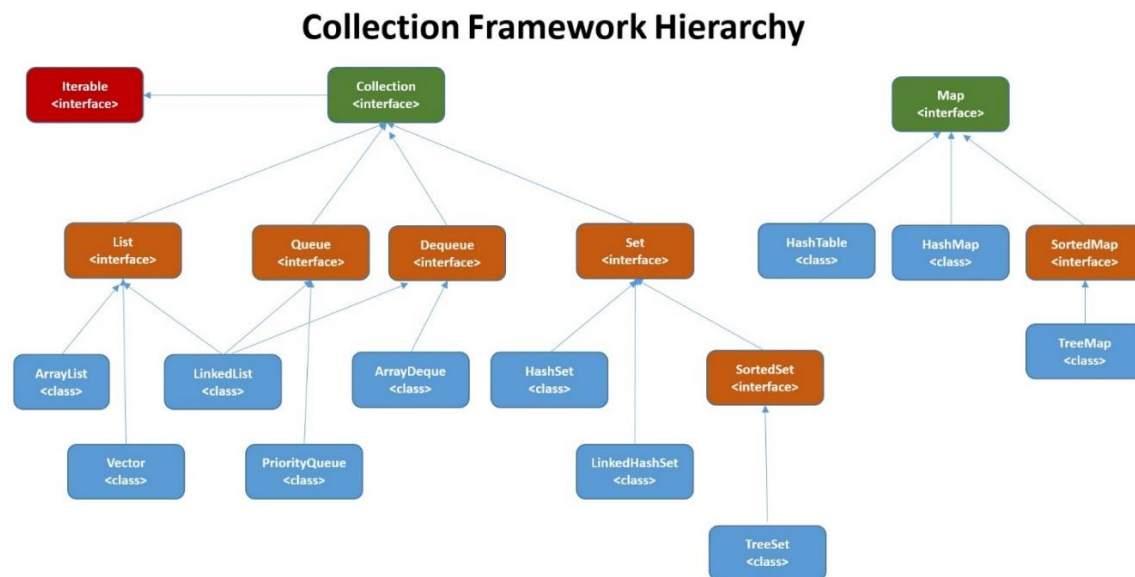 Collection Framework Hierarchy
Iterable
<interface>
Collection
<interface>
Map
<interface>
List
<interface>
Queue
<interface>
Dequeue
<interface>
Set
<interface>
HashTable
<class>
HashMap
<class>
SortedMap
<interface>
ArrayList
<class>
LinkedList
<class>
ArrayDeque
<class>
HashSet
<class>
SortedSet
<interface>
TreeMap
<class>
Vector
<class>
PriorityQueue
<class>
LinkedHashSet
<class>
TreeSet
<class>